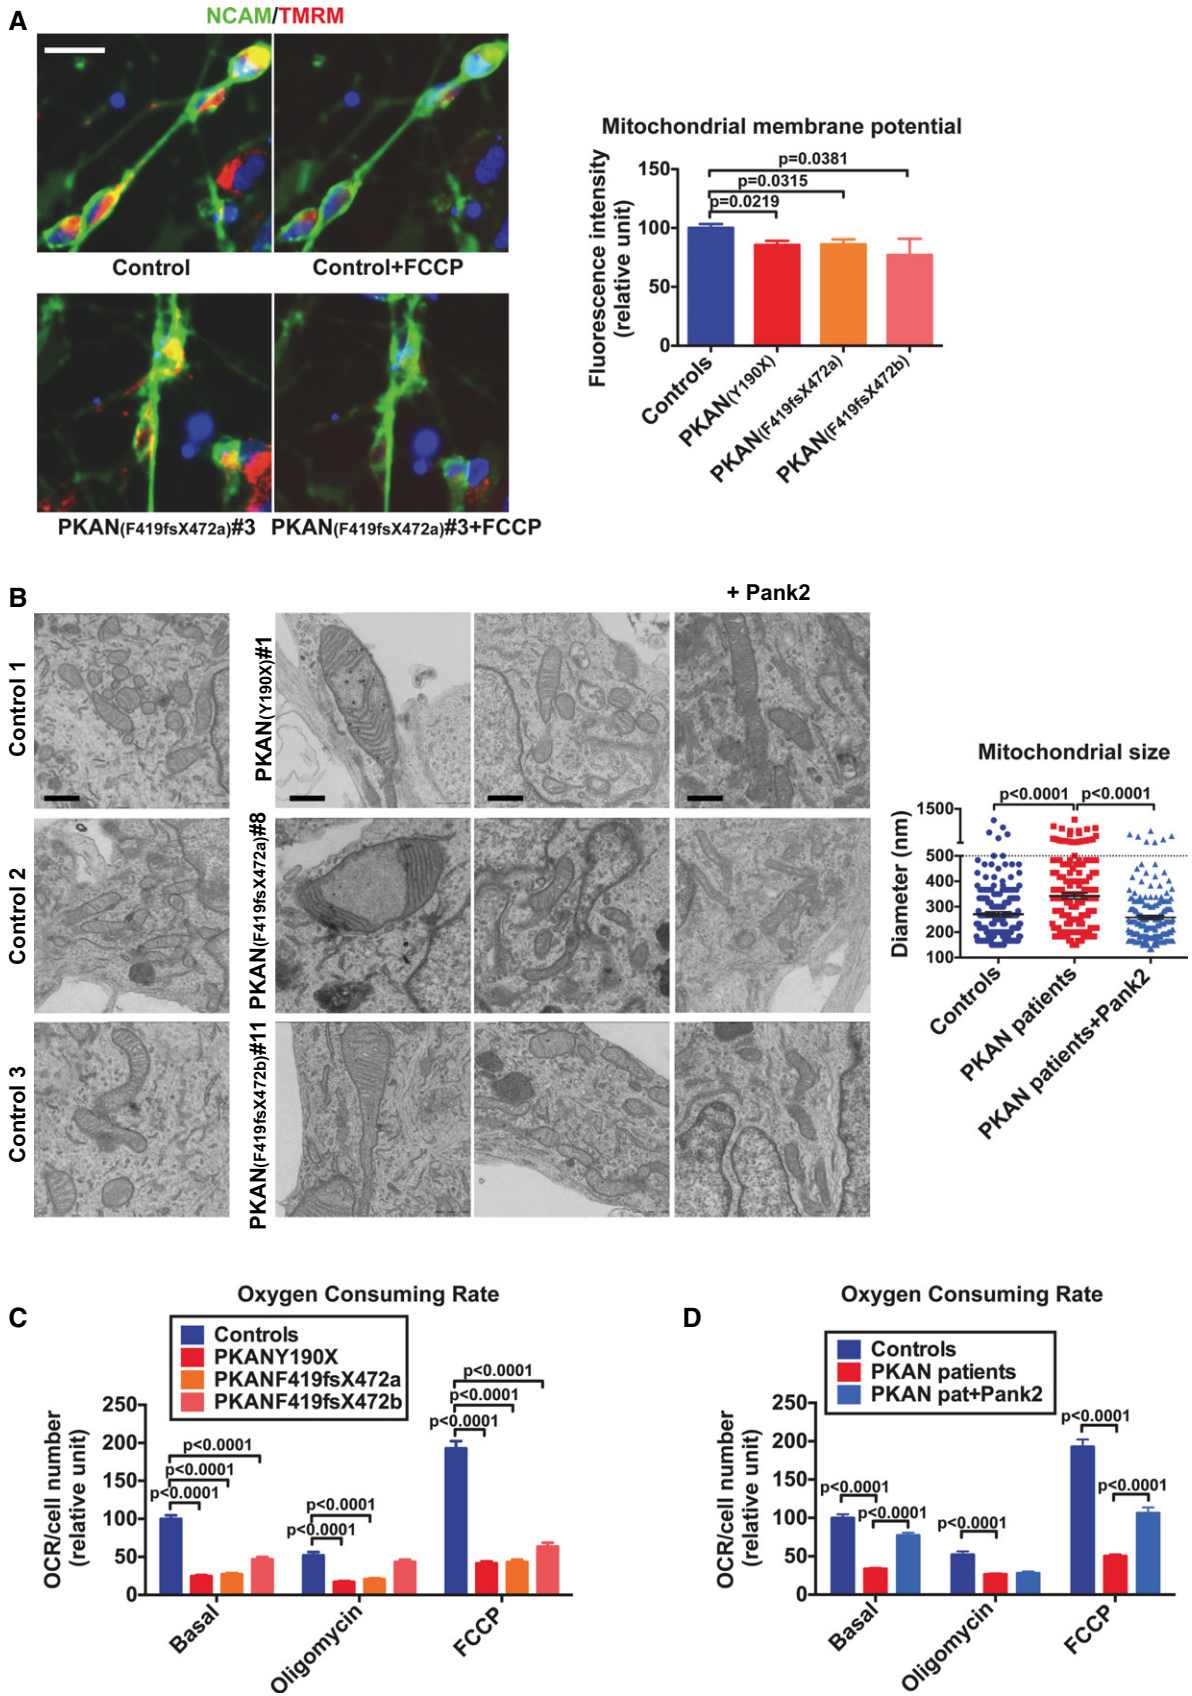 A
NCAM/TMRM
Control
Control+FCCP
PKAN(F419fsX472a)#3
PKAN(F419fsX472a)#3+FCCP
Mitochondrial membrane potential
Fluorescence intensity
(relative unit)
150
100
50
0
p=0.0381
p=0.0315
p=0.0219
Controls
PKAN(Y190X)
PKAN(F419fsX472a)
PKAN(F419fsX472b)
B
+ Pank2
Control 1
PKAN(Y190X)#1
Control 2
PKAN(F419fsX472a)#8
Control 3
PKAN(F419fsX472b)#11
Mitochondrial size
p<0.0001
p<0.0001
Diameter (nm)
1500
500
400
300
200
100
Controls
PKAN patients
PKAN patients+Pank2
C
Oxygen Consuming Rate
Controls
PKANY190X
PKANF419fsX472a
PKANF419fsX472b
OCR/cell number
(relative unit)
250
200
150
100
50
0
p<0.0001
p<0.0001
p<0.0001
p<0.0001
p<0.0001
p<0.0001
p<0.0001
p<0.0001
Basal
Oligomycin
FCCP
D
Oxygen Consuming Rate
Controls
PKAN patients
PKAN pat+Pank2
OCR/cell number
(relative unit)
250
200
150
100
50
0
p<0.0001
p<0.0001
p<0.0001
p<0.0001
p<0.0001
Basal
Oligomycin
FCCP